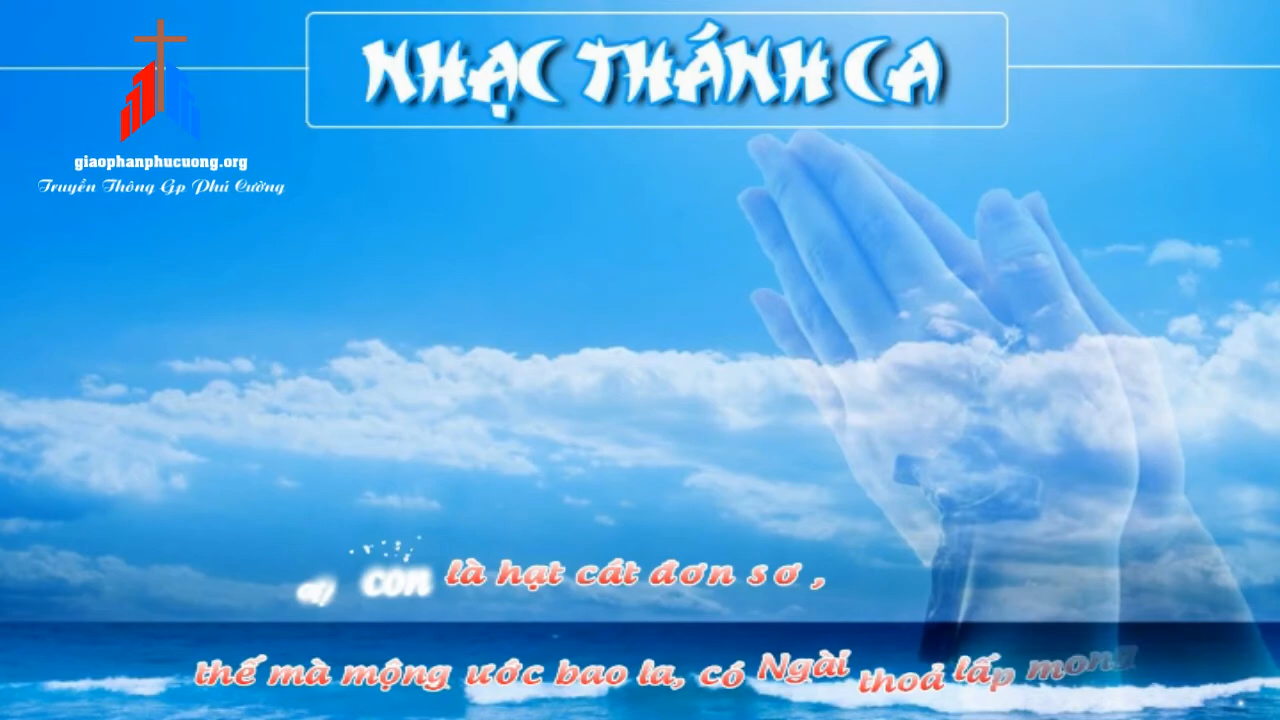 NHẠC THÁNH CA
giaophanphucuong.org
Truyền Thông Gp Phú Cường
con là hạt cát đơn sơ ,
thế mà mộng ước bao la, có Ngài thoả lấp mong